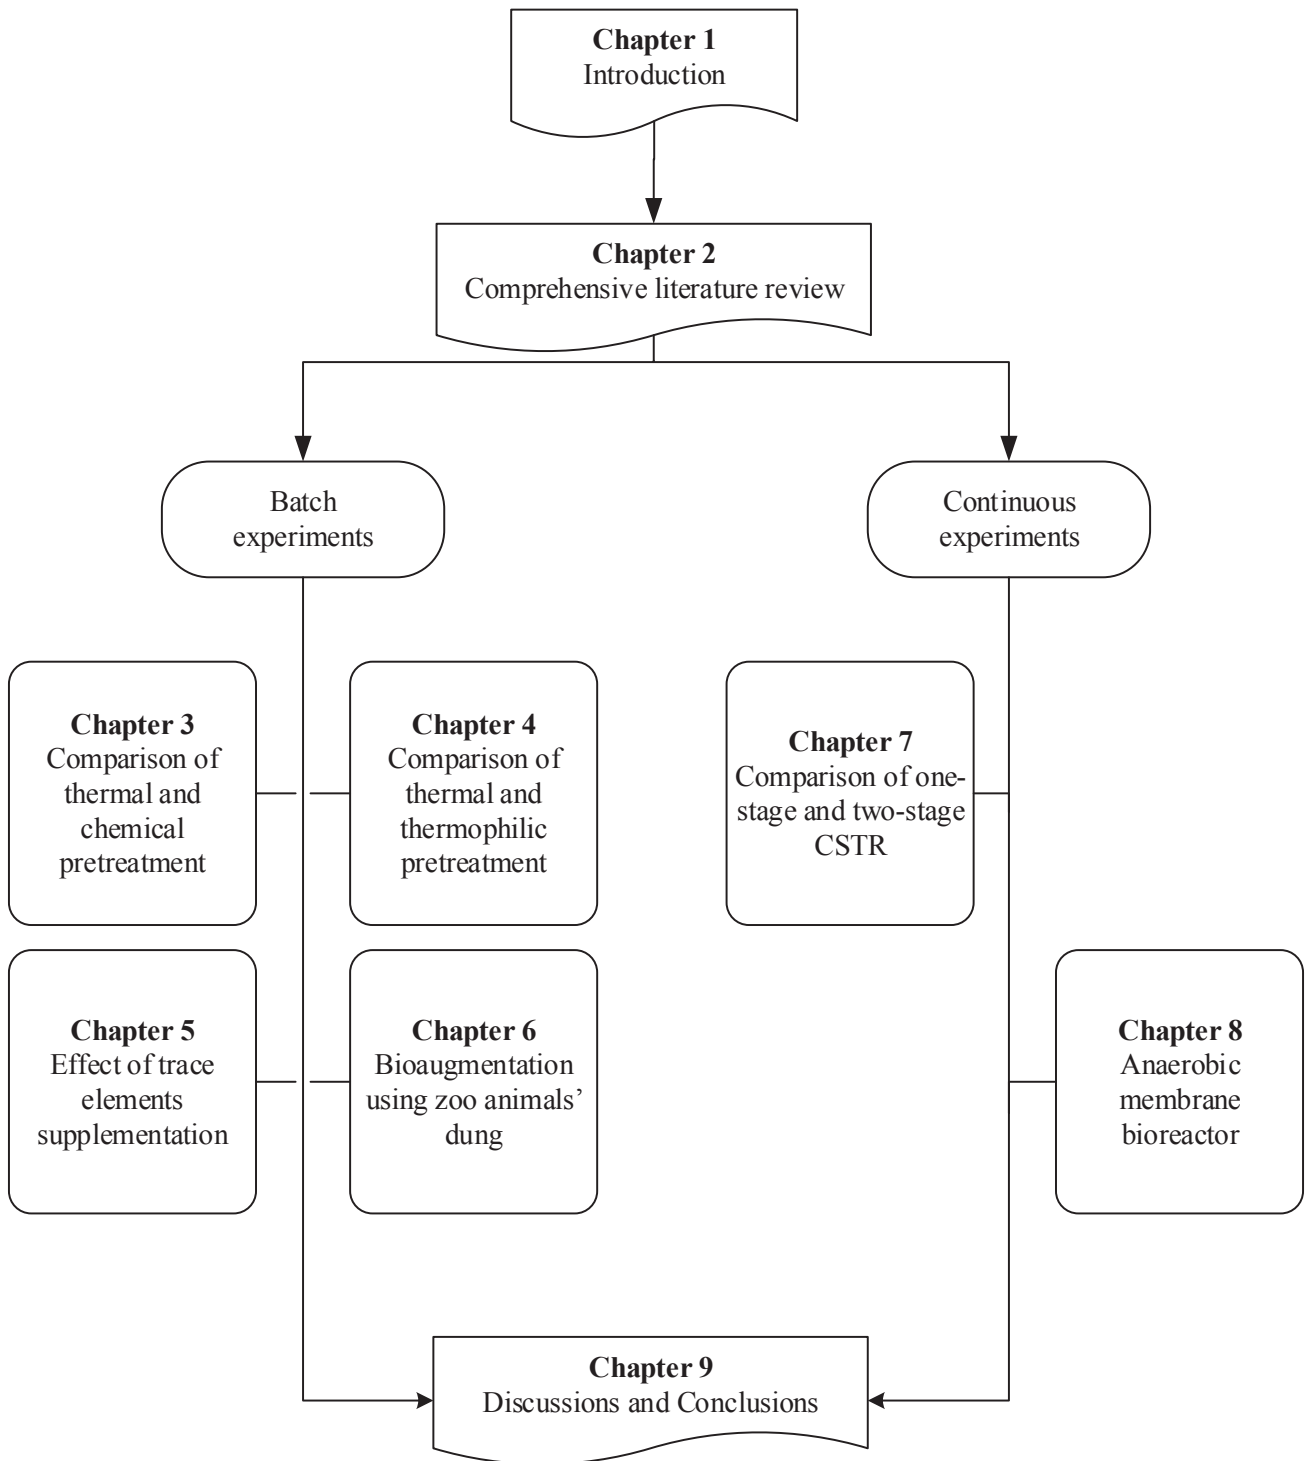 Chapter 1
Introduction
Chapter 2
Comprehensive literature review
Batch
experiments
Continuous
experiments
Chapter 3
Comparison of
thermal and
chemical
pretreatment
Chapter 4
Comparison of
thermal and
thermophilic
pretreatment
Chapter 7
Comparison of one-
stage and two-stage
CSTR
Chapter 5
Effect of trace
elements
supplementation
Chapter 6
Bioaugmentation
using zoo animals’
dung
Chapter 8
Anaerobic
membrane
bioreactor
Chapter 9
Discussions and Conclusions